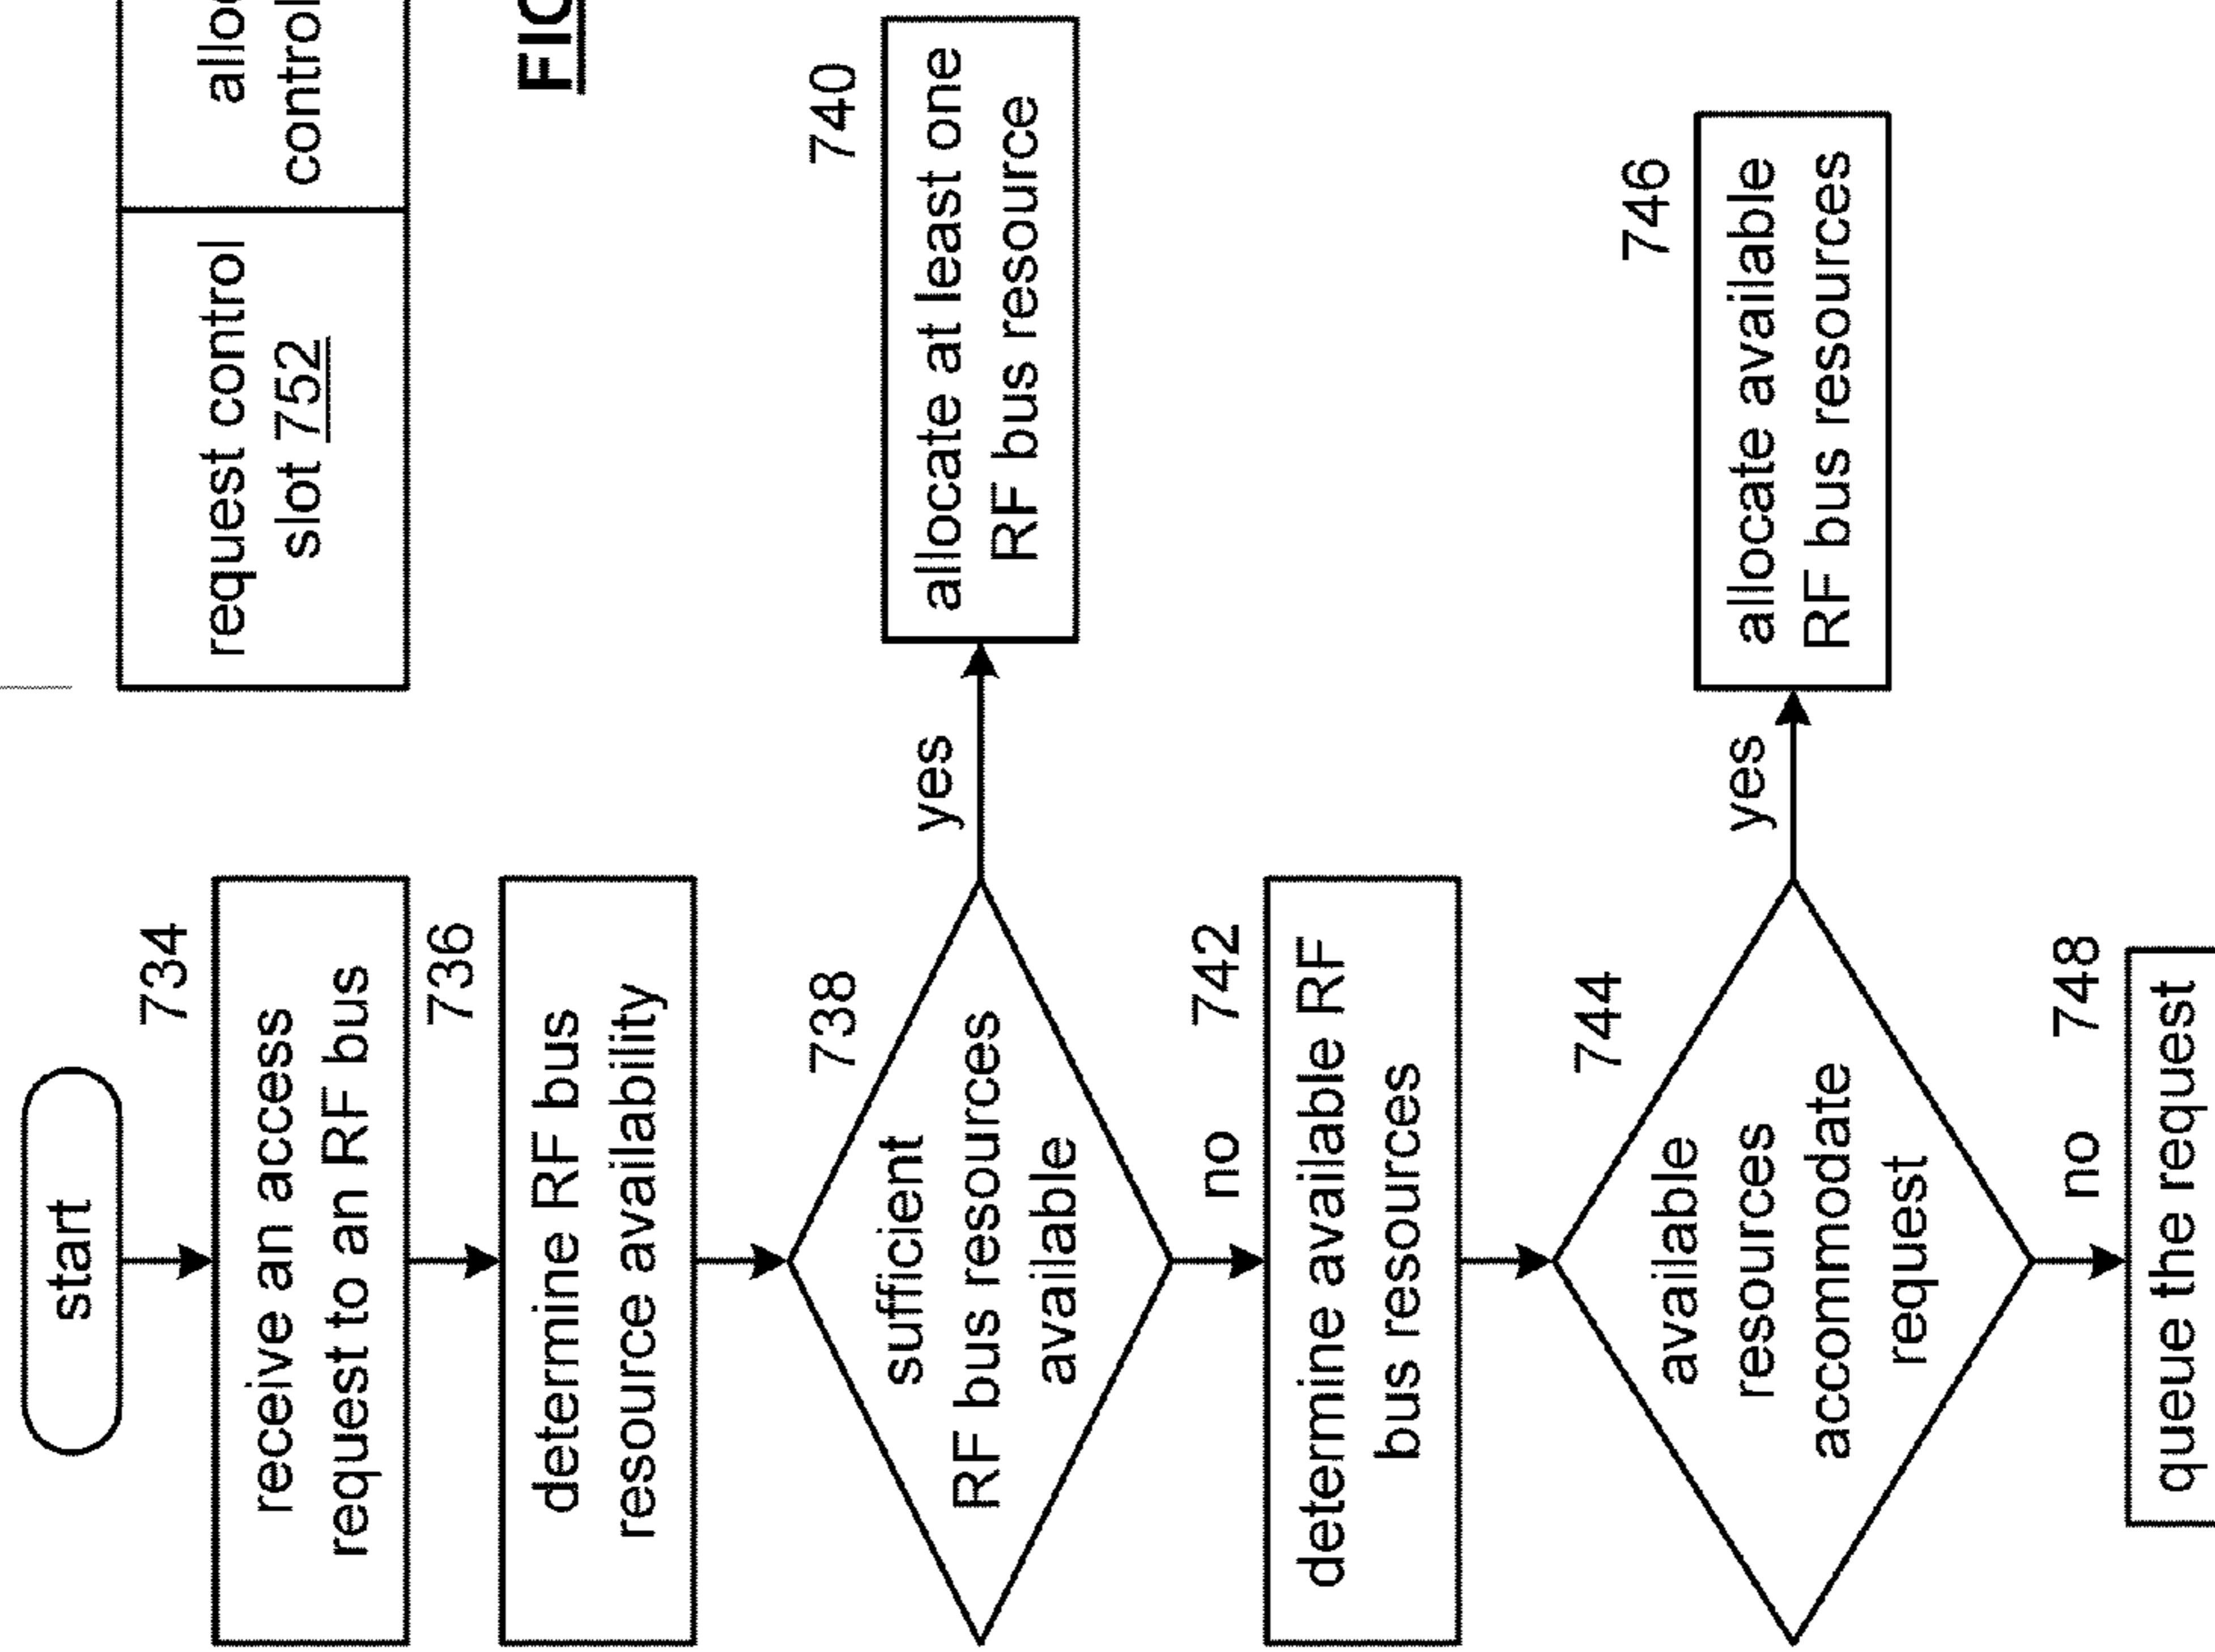 start
734
receive an access
request to an RF bus
736
determine RF bus
resource availability
738
sufficient
RF bus resources
available
yes
740
allocate at least one
RF bus resource
no
742
determine available RF
bus resources
744
available
resources
accommodate
request
yes
746
allocate available
RF bus resources
no
748
queue the request
request control
slot 752
control